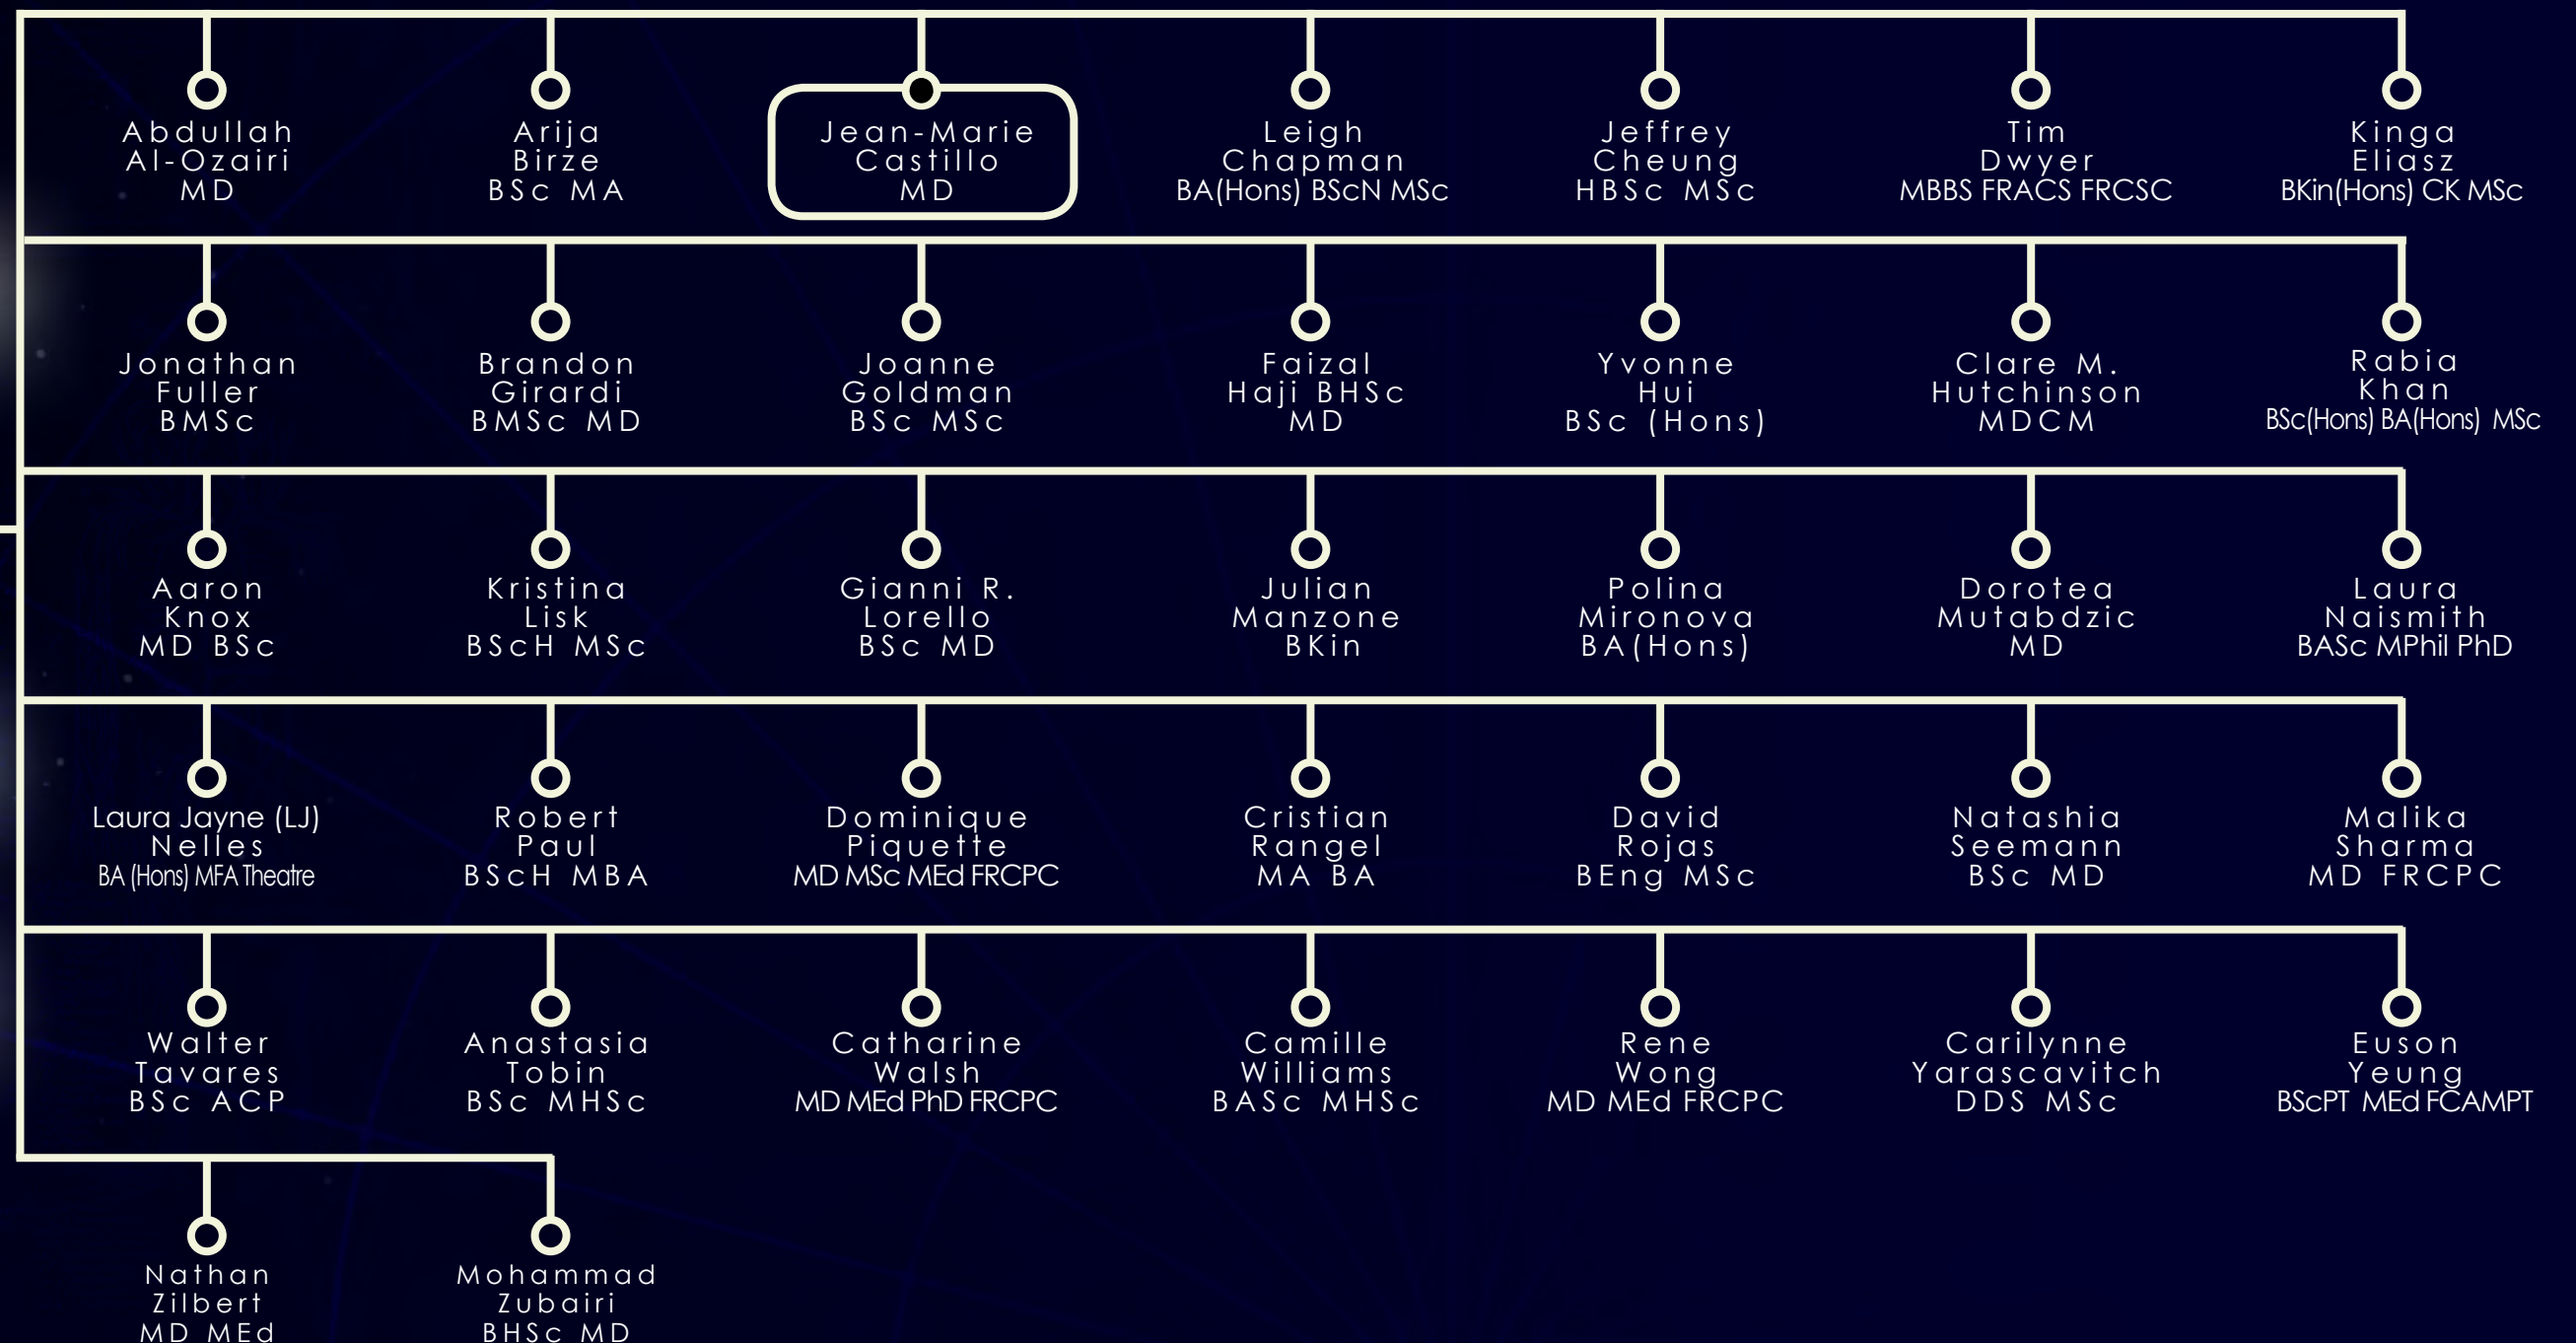 Abdullah
Al-Ozairi
MD
Arija
Birze
BSc MA
Jean-Marie
Castillo
MD
Leigh
Chapman
BA(Hons) BScN MSc
Jeffrey
Cheung
HBSc MSc
Tim
Dwyer
MBBS FRACS FRCSC
Kinga
Eliasz
BKin(Hons) CK MSc
Jonathan
Fuller
BMSc
Brandon
Girardi
BMSc MD
Joanne
Goldman
BSc MSc
Faizal
Haji BHSc
MD
Yvonne
Hui
BSc (Hons)
Clare M.
Hutchinson
MDCM
Rabia
Khan
BSc(Hons) BA(Hons) MSc
Aaron
Knox
MD BSc
Kristina
Lisk
BScH MSc
Gianni R.
Lorello
BSc MD
Julian
Manzone
BKin
Polina
Mironova
BA(Hons)
Dorotea
Mutabdzic
MD
Laura
Naismith
BASc MPhil PhD
Laura Jayne (LJ)
Nelles
BA (Hons) MFA Theatre
Robert
Paul
BScH MBA
Dominique
Piquette
MD MSc MEd FRCPC
Cristian
Rangel
MA BA
David
Rojas
BEng MSc
Natashia
Seemann
BSc MD
Malika
Sharma
MD FRCPC
Walter
Tavares
BSc ACP
Anastasia
Tobin
BSc MHSc
Catharine
Walsh
MD MEd PhD FRCPC
Camille
Williams
BASc MHSc
Rene
Wong
MD MEd FRCPC
Carilynne
Yarascavitch
DDS MSc
Euson
Yeung
BScPT MEd FCAMPT
Nathan
Zilbert
MD MEd
Mohammad
Zubairi
BHSc MD